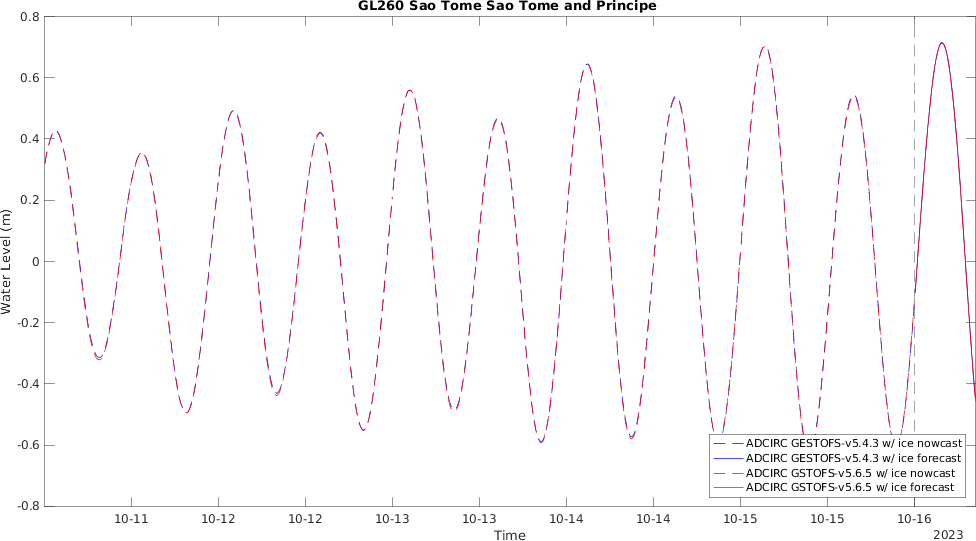 GL260 Sao Tome Sao Tome and Principe
0.8
0.6
0.4
0.2
0
-0.2
-0.4
-0.6
-0.8
Water Level (m)
ADCIRC GESTOFS-v5.4.3 w/ ice nowcast
ADCIRC GESTOFS-v5.4.3 w/ ice forecast
ADCIRC GSTOFS-v5.6.5 w/ ice nowcast
ADCIRC GSTOFS-v5.6.5 w/ ice forecast
10-11 10-12 10-12 10-13 10-13 10-14 10-14 10-15 10-15 10-16
Time
2023